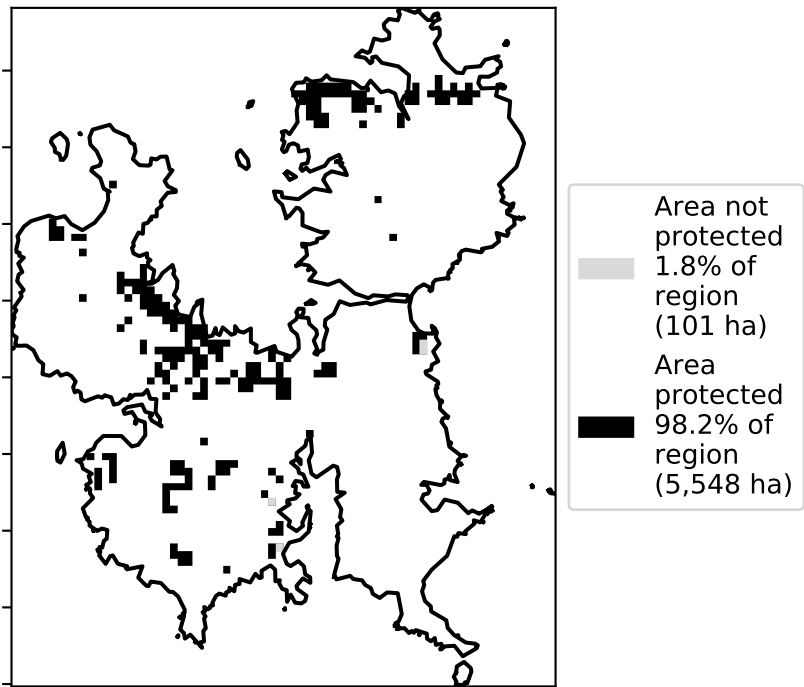 Area not
protected
1.8% of
region
(101 ha)
Area
protected
98.2% of
region
(5,548 ha)